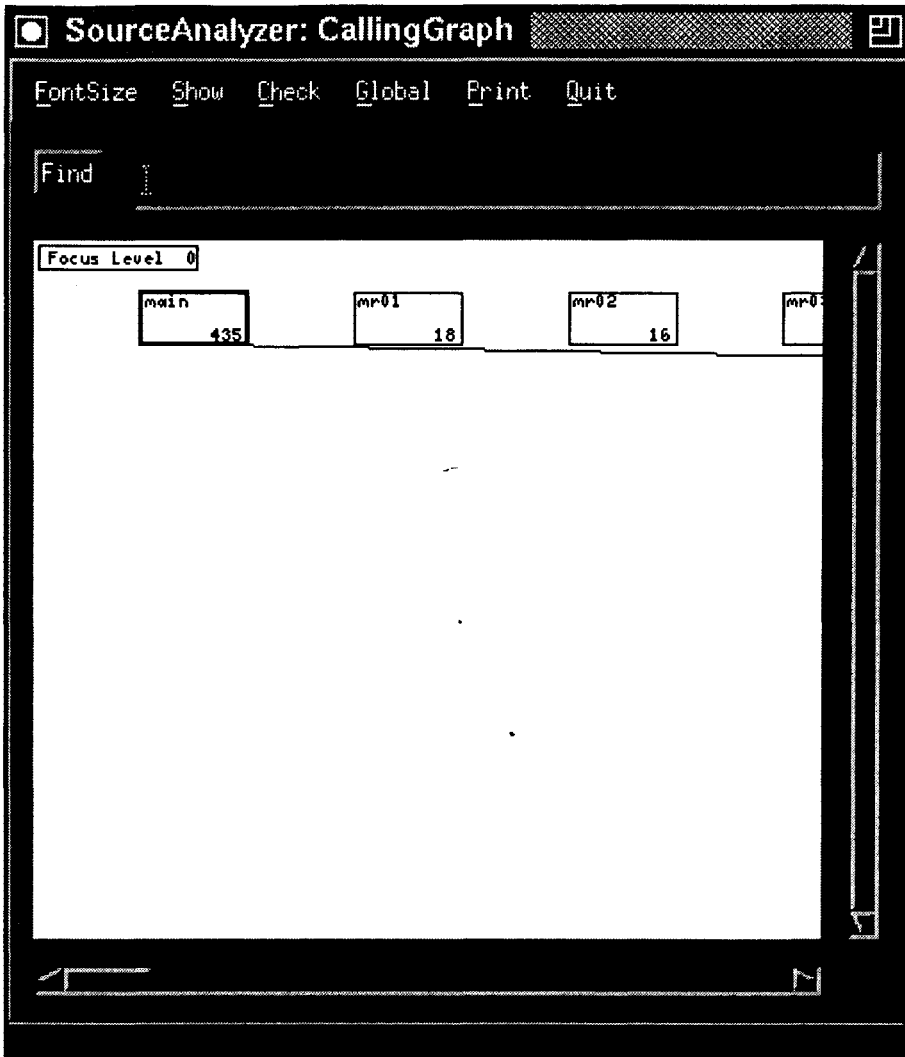 SourceAnalyzer: CallingGraph
FontSize Show Check Global Print Quit
Find
Focus Level 0
main mr01 mr02
435 18 16